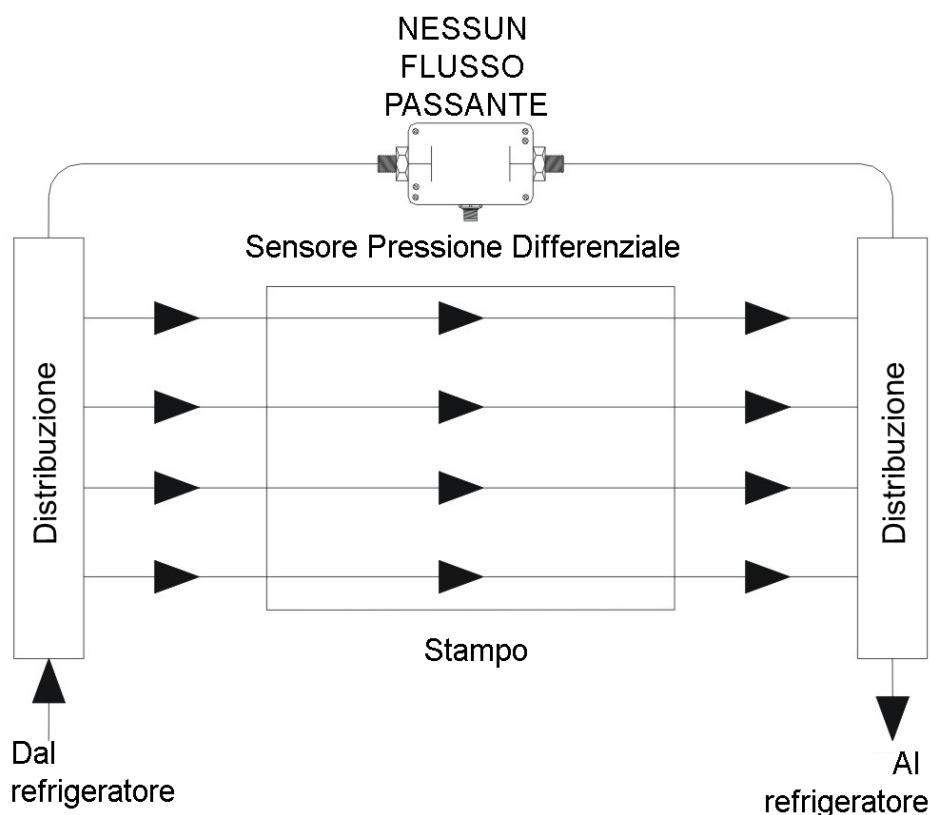 NESSUN
FLUSSO
PASSANTE
Sensore Pressione Differenziale
Distribuzione
Distribuzione
Stampo
Dal
refrigeratore
Al
refrigeratore